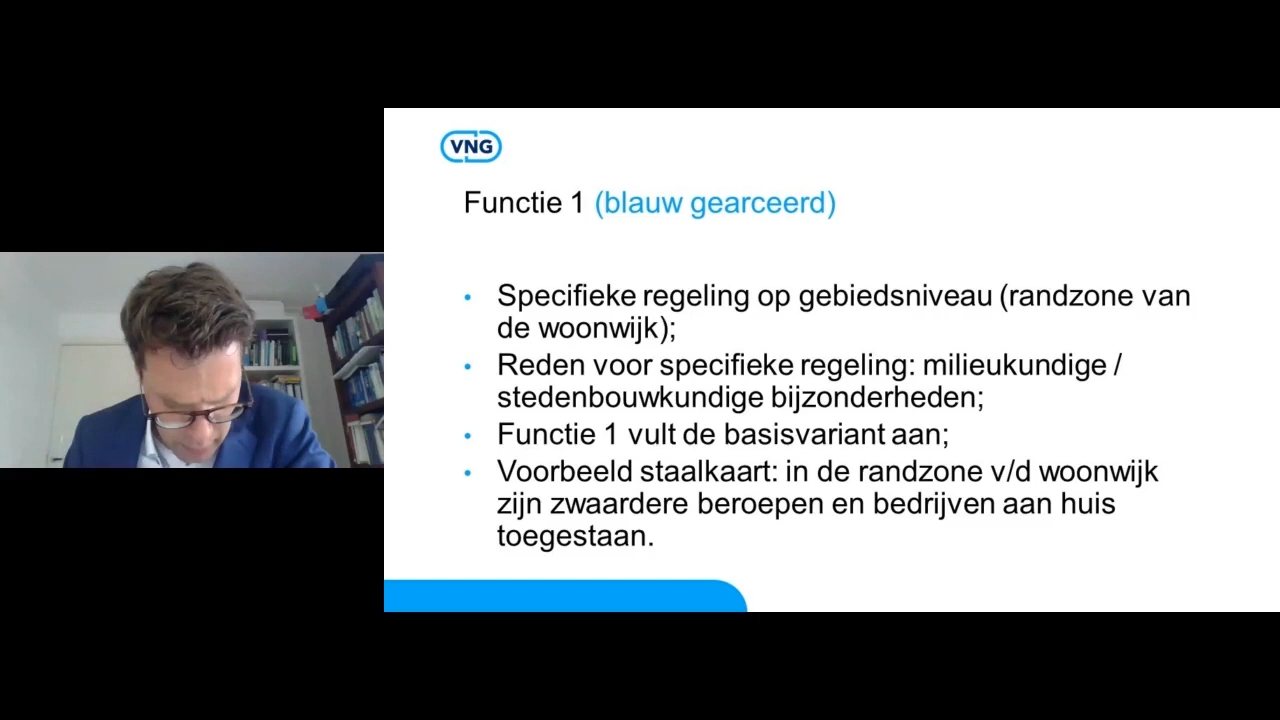 VNG
Functie 1 (blauw gearceerd)
• Specifieke regeling op gebiedsniveau (randzone van
de woonwijk);
• Reden voor specifieke regeling: milieukundige /
stedenbouwkundige bijzonderheden;
• Functie 1 vult de basisvariant aan;
• Voorbeeld staalkaart: in de randzone v/d woonwijk
zijn zwaardere beroepen en bedrijven aan huis
toegestaan.